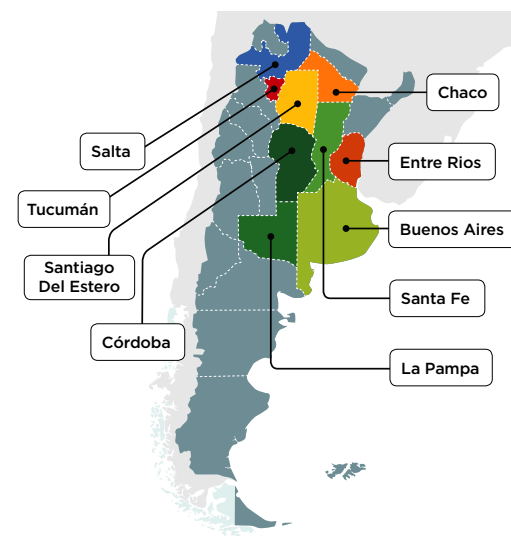 Salta
Tucumán
Santiago
Del Estero
Córdoba
Chaco
Entre Rios
Buenos Aires
Santa Fe
La Pampa